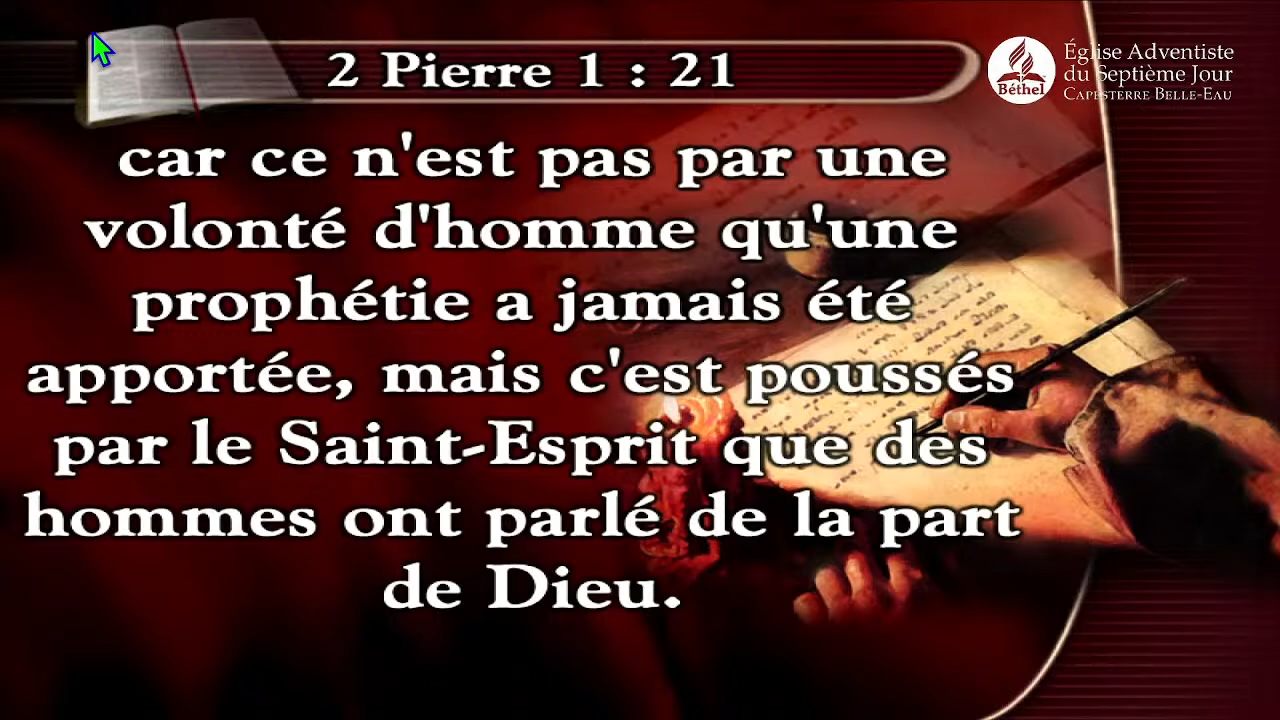 2 Pierre 1 : 21
Église Adventiste
du Septième Jour
Capesterre Belle-Eau
Béthel
car ce n'est pas par une
volonté d'homme qu'une
prophétie a jamais été
apportée, mais c'est poussés
par le Saint-Esprit que des
hommes ont parlé de la part
de Dieu.